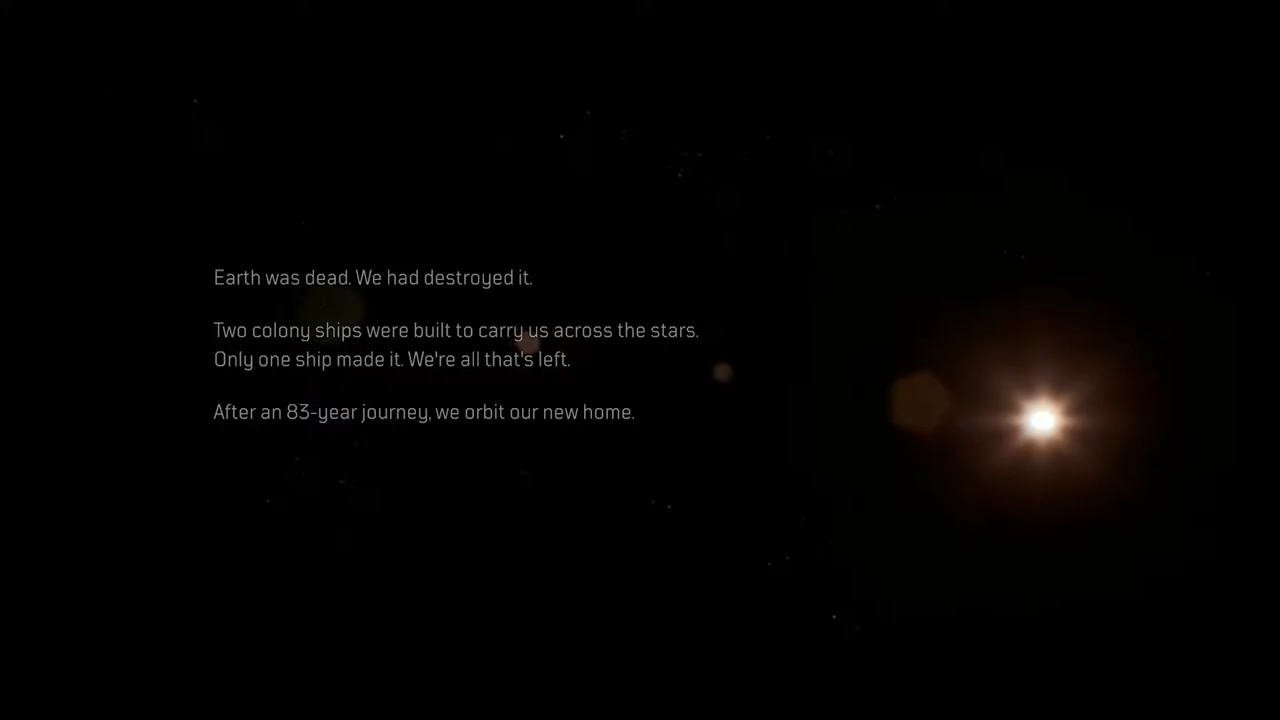 Earth was dead. We had destroyed it.
Two colony ships were built to carry us across the stars.
Only one ship made it. We're all that's left.
After an 83-year journey, we orbit our new home.